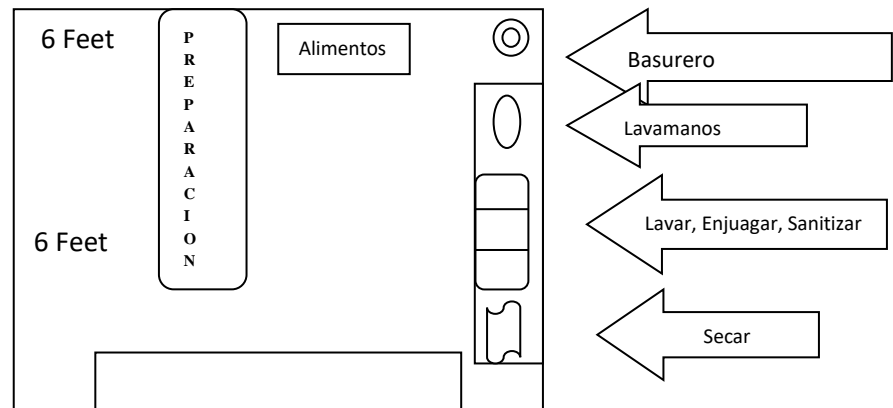 6 Feet
PREPARACION
Alimentos
Basurero
Lavamanos
6 Feet
Lavar, Enjuagar, Sanitizar
Secar